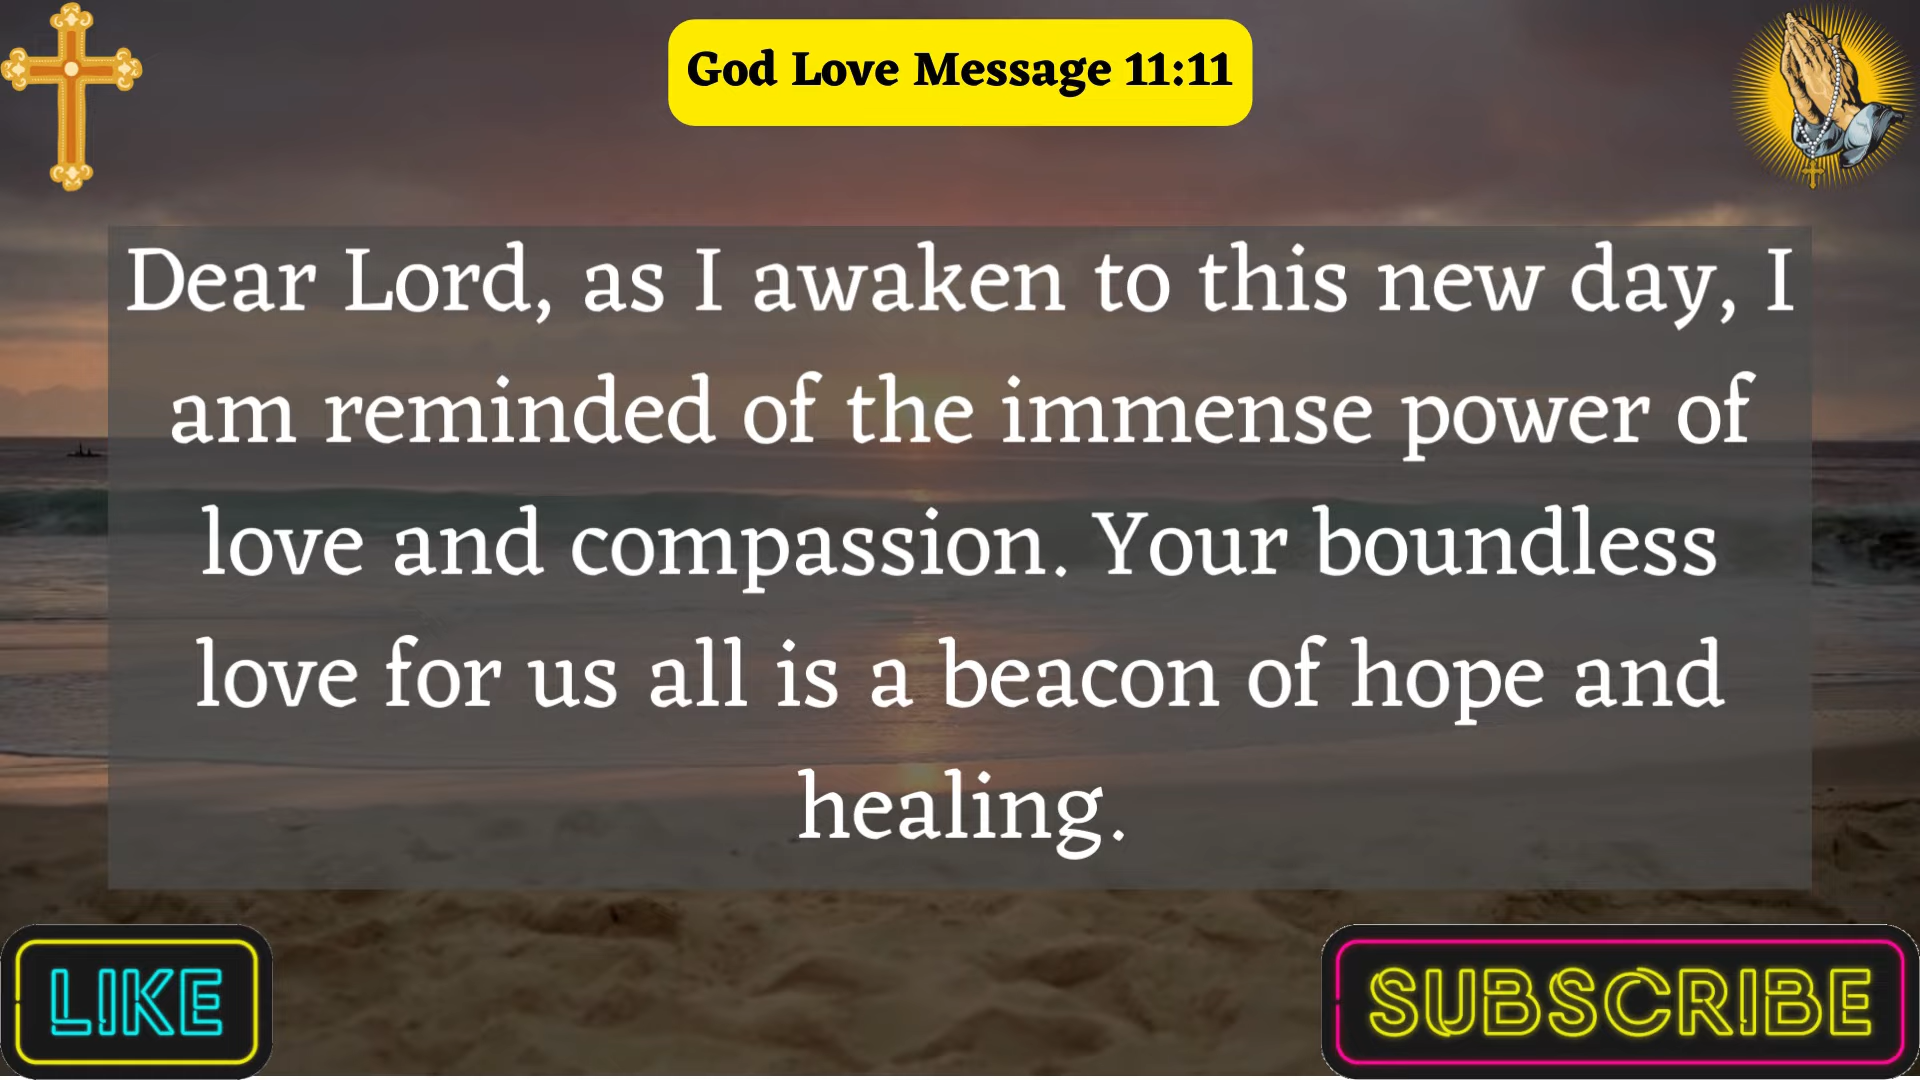 God Love Message 11:11
Dear Lord, as I awaken to this new day, I
am reminded of the immense power of
love and compassion. Your boundless
love for us all is a beacon of hope and
healing.
LIKE
SUBSCRIBE